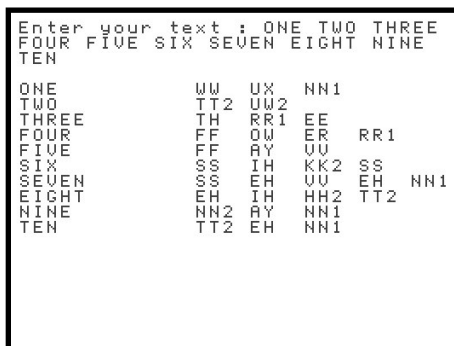 Enter your text : ONE TWO THREE
FOUR FIVE SIX SEVEN EIGHT NINE
TEN
ONE WW UX NN1
TWO TT2 UW2
THREE TH RR1 EE
FOUR FF OW ER RR1
FIVE FF AY VV
SIX SS IH KK2 SS
SEVEN SS EH VV EH NN1
EIGHT EH IH HH2 TT2
NINE NN2 AY NN1
TEN TT2 EH NN1